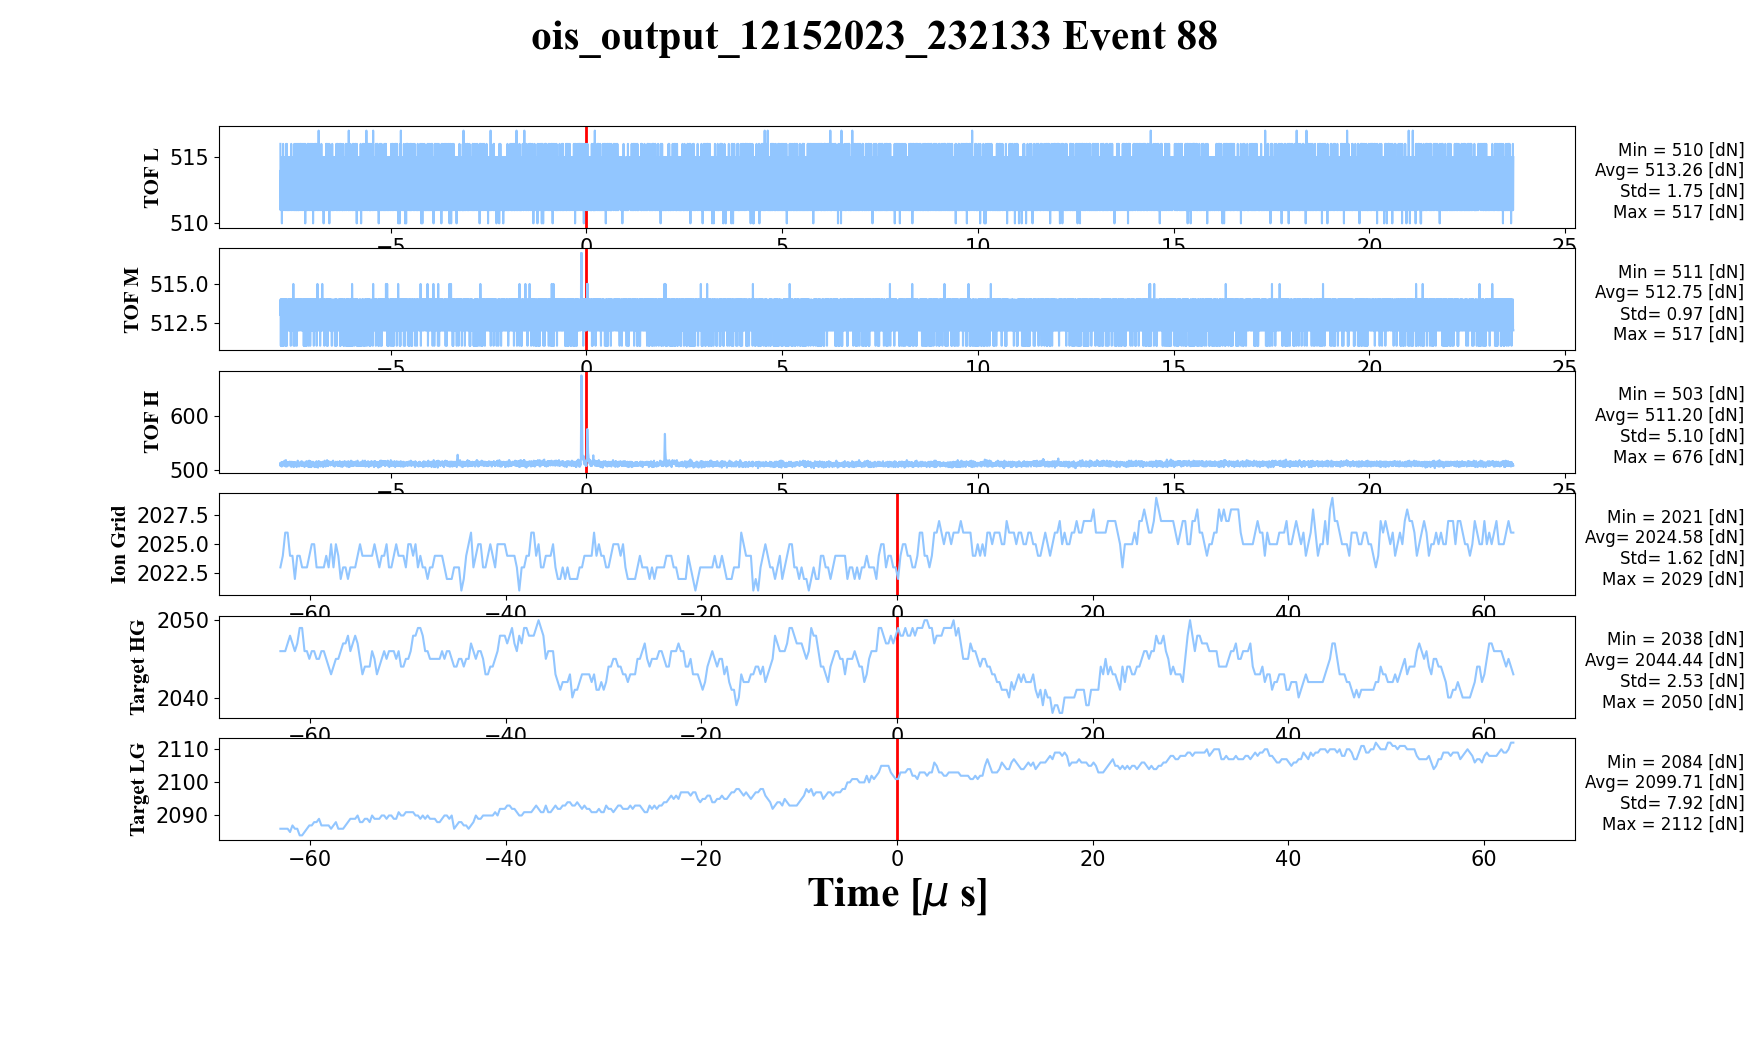 ois_output_12152023_232133 Event 88
TOF L
515
510
Min = 510 [dN]
Avg= 513.26 [dN]
Std= 1.75 [dN]
Max = 517 [dN]
−5 0 5 10 15 20 25
TOF M
515.0
512.5
Min = 511 [dN]
Avg= 512.75 [dN]
Std= 0.97 [dN]
Max = 517 [dN]
−5 0 5 10 15 20 25
TOF H
600
500
Min = 503 [dN]
Avg= 511.20 [dN]
Std= 5.10 [dN]
Max = 676 [dN]
−5 0 5 10 15 20 25
Ion Grid
2027.5
2025.0
2022.5
Min = 2021 [dN]
Avg= 2024.58 [dN]
Std= 1.62 [dN]
Max = 2029 [dN]
−60 −40 −20 0 20 40 60
Target HG
2050
2040
Min = 2038 [dN]
Avg= 2044.44 [dN]
Std= 2.53 [dN]
Max = 2050 [dN]
−60 −40 −20 0 20 40 60
Target LG
2110
2100
2090
Min = 2084 [dN]
Avg= 2099.71 [dN]
Std= 7.92 [dN]
Max = 2112 [dN]
−60 −40 −20 0 20 40 60
Time [μ s]